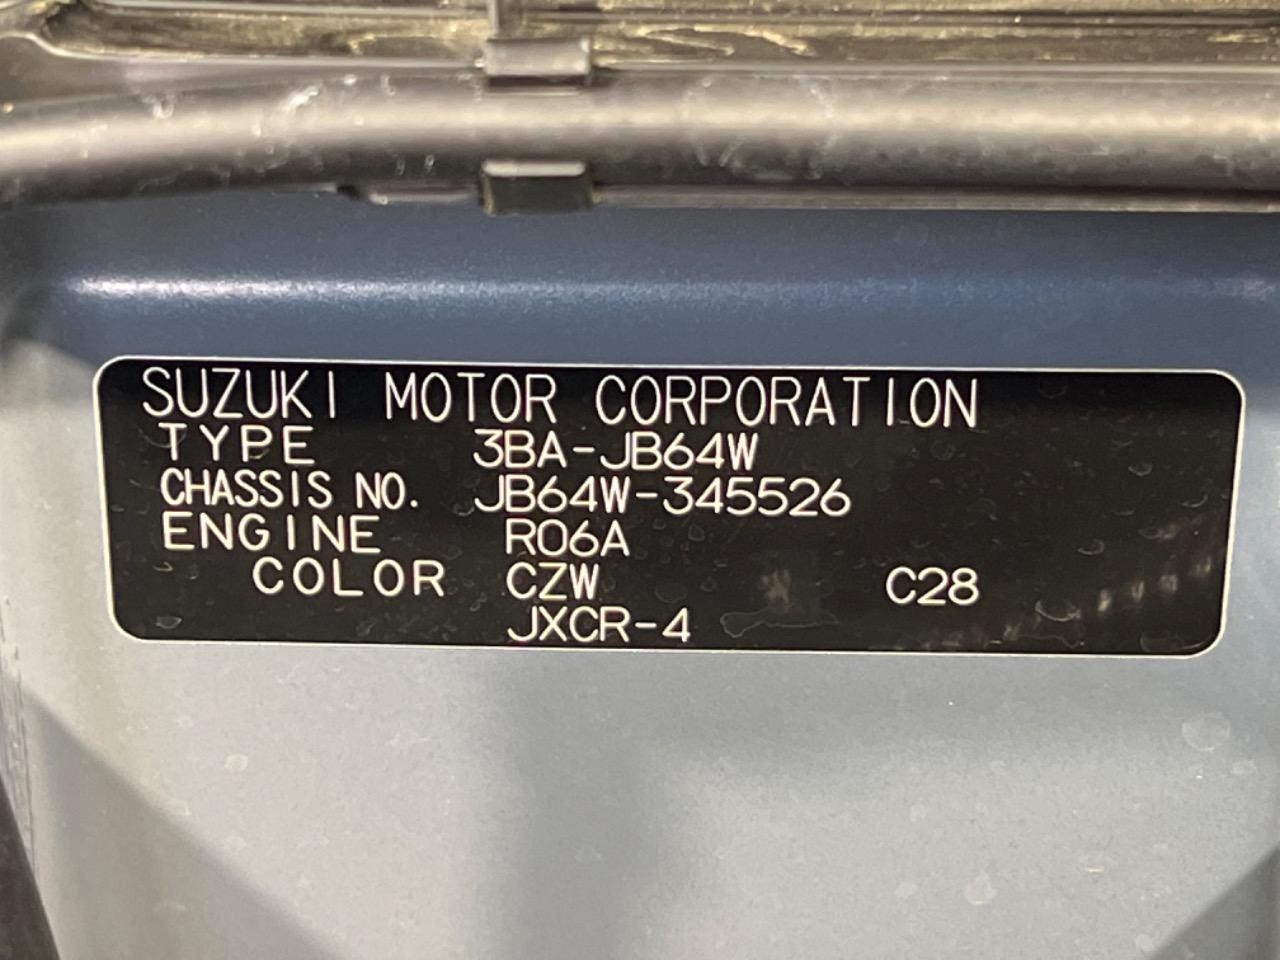 SUZUKI MOTOR CORPORATION
TYPE 3BA-JB64W
CHASSIS NO. JB64W-345526
ENGINE R06A
COLOR CZW C28
JXCR-4